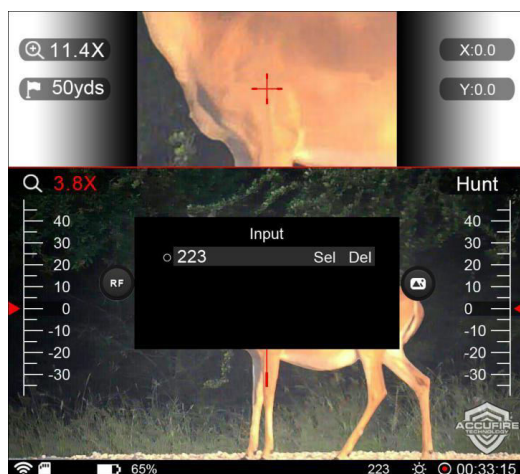 11.4X
X:0.0
50yds
Y:0.0
3.8X
Hunt
Input
223 Sel Del
40 40
30 30
20 20
RF
10 10
0 0
-10 -10
-20 -20
-30 -30
ACCUFIRE
TECHNOLOGY
65% 223 00:33:15